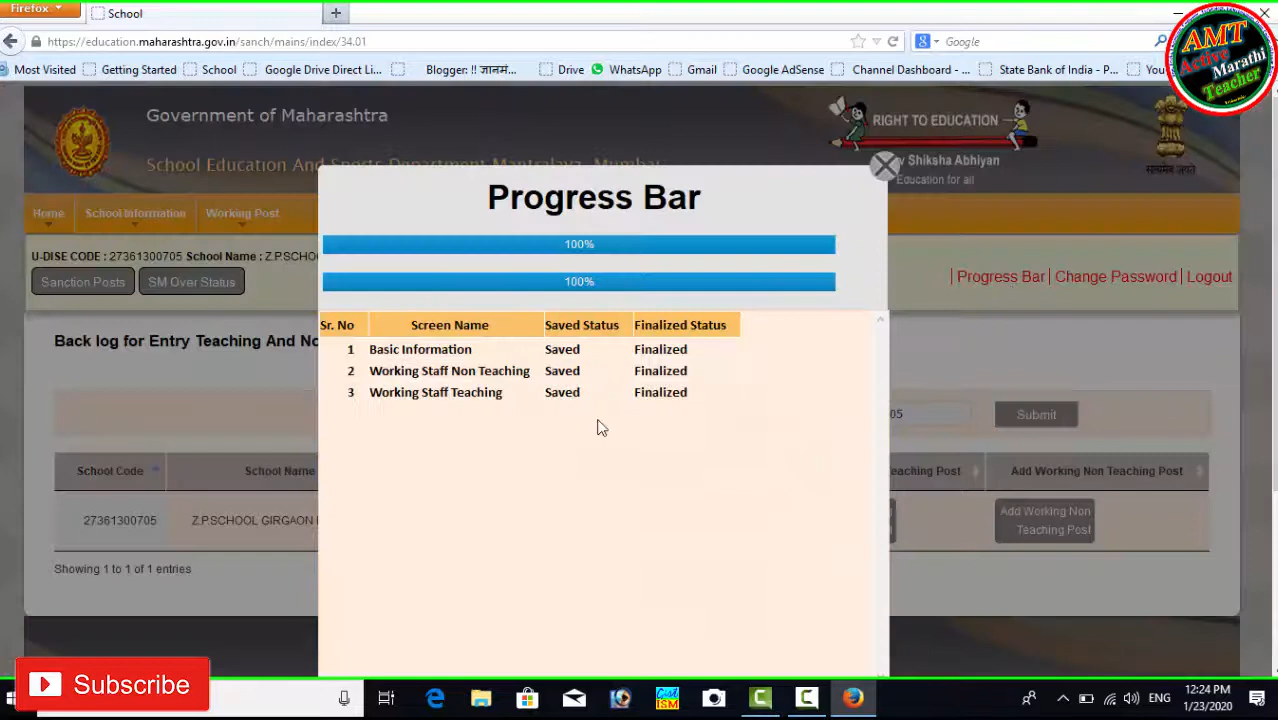 Firefox
School
+
https://education.maharashtra.gov.in/sanch/mains/index/34.01
Google
Most Visited
Getting Started
School
Google Drive Direct Li...
Blogger: !! ज्ञानम...
Drive
WhatsApp
Gmail
Google AdSense
Channel Dashboard - ...
State Bank of India - P...
You
AMT
Active
Marathi
Teacher
Government of Maharashtra
School Education And Sports Department Mantralaya, Mumbai
RIGHT TO EDUCATION
v Shiksha Abhiyan
Education for all
सत्यमेव जयते
Home
School Information
Working Post
U-DISE CODE : 27361300705 School Name : Z.P.SCHO
Sanction Posts
SM Over Status
Progress Bar
Change Password
Logout
Progress Bar
100%
100%
Sr. No Screen Name Saved Status Finalized Status
1 Basic Information Saved Finalized
2 Working Staff Non Teaching Saved Finalized
3 Working Staff Teaching Saved Finalized
Back log for Entry Teaching And No
05
Submit
School Code
School Name
eaching Post
Add Working Non Teaching Post
27361300705
Z.P.SCHOOL GIRGAON
Add Working Non
Teaching Post
Showing 1 to 1 of 1 entries
Subscribe
Gist
ISM
ENG
12:24 PM
1/23/2020